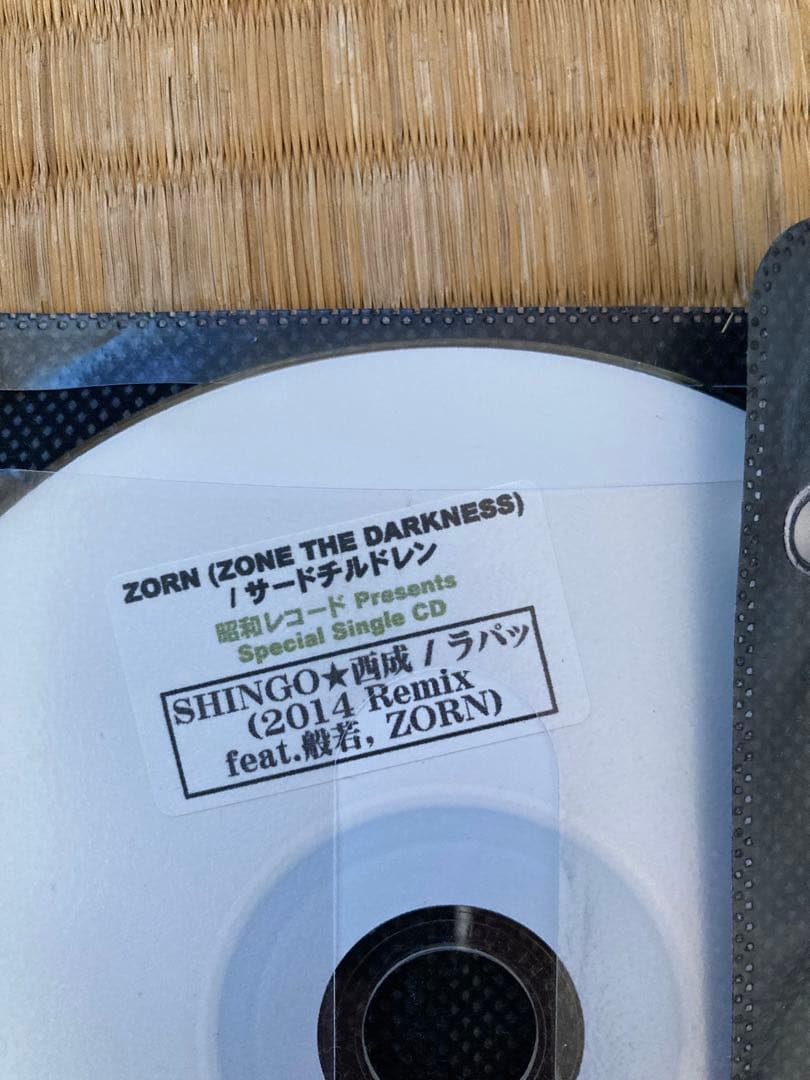 ZORN (ZONE THE DARKNESS)
/ サードチルドレン
昭和レコード Presents
Special Single CD
SHINGO★西成 / ラパッ
(2014 Remix
feat.般若, ZORN)